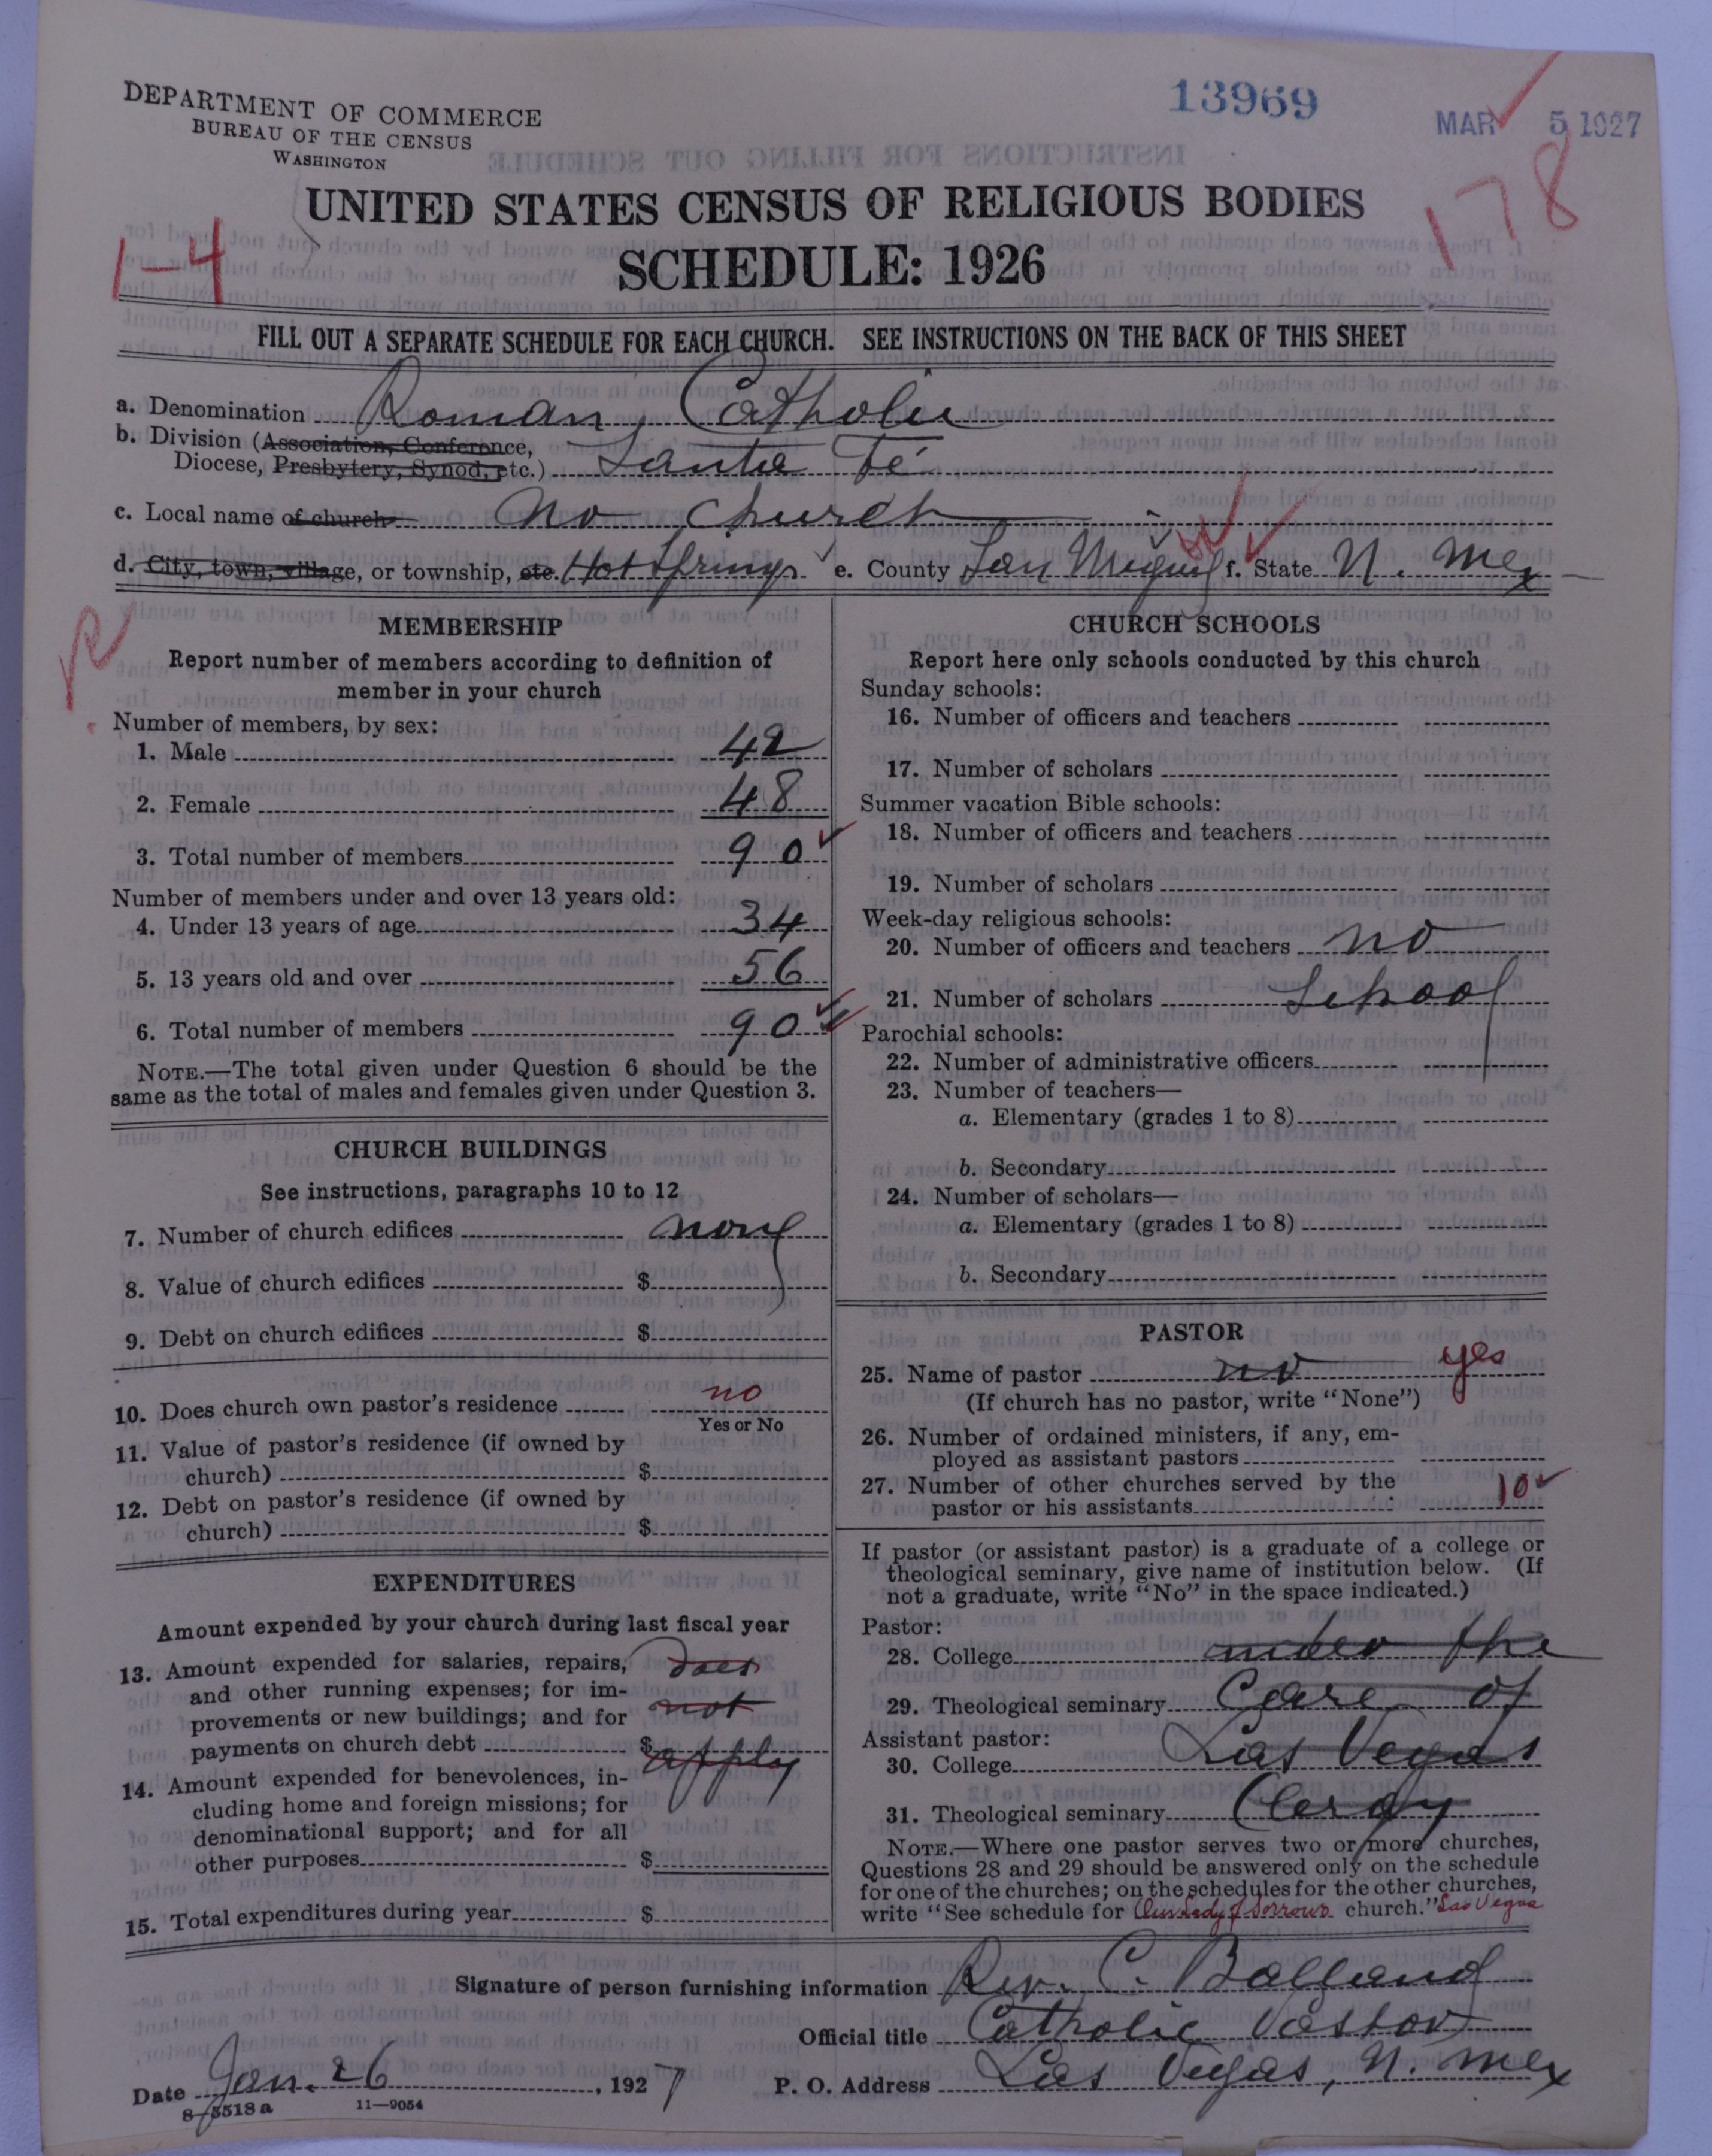 DEPARTMENT OF COMMERCE
BUREAU OF THE CENSUS
WASHINGTON
13969
MAR 5 1927
178
1-4
UNITED STATES CENSUS OF RELIGIOUS BODIES
SCHEDULE: 1926
FILL OUT A SEPARATE SCHEDULE FOR EACH CHURCH. SEE INSTRUCTIONS ON THE BACK OF THIS SHEET
a. Denomination Roman Catholic
b. Division (Association, Conference,
Diocese, Presbytery, Synod, etc.) Santa Fé
c. Local name of church No church
d. City, town, village, or township, etc. Hot Springs e. County San Miguel f. State N. Mex
MEMBERSHIP
Report number of members according to definition of
member in your church
Number of members, by sex:
1. Male 42
2. Female 48
3. Total number of members 90
Number of members under and over 13 years old:
4. Under 13 years of age 34
5. 13 years old and over 56
6. Total number of members 90
NOTE.—The total given under Question 6 should be the
same as the total of males and females given under Question 3.
CHURCH BUILDINGS
See instructions, paragraphs 10 to 12
7. Number of church edifices none
8. Value of church edifices $
9. Debt on church edifices $
10. Does church own pastor's residence no
Yes or No
11. Value of pastor's residence (if owned by
church) $
12. Debt on pastor's residence (if owned by
church) $
EXPENDITURES
Amount expended by your church during last fiscal year
13. Amount expended for salaries, repairs, does
and other running expenses; for im-
provements or new buildings; and for not
payments on church debt $ apply
14. Amount expended for benevolences, in-
cluding home and foreign missions; for
denominational support; and for all
other purposes $
15. Total expenditures during year $
CHURCH SCHOOLS
Report here only schools conducted by this church
Sunday schools:
16. Number of officers and teachers
17. Number of scholars
Summer vacation Bible schools:
18. Number of officers and teachers
19. Number of scholars
Week-day religious schools:
20. Number of officers and teachers no
21. Number of scholars School
Parochial schools:
22. Number of administrative officers
23. Number of teachers—
a. Elementary (grades 1 to 8)
b. Secondary
24. Number of scholars—
a. Elementary (grades 1 to 8)
b. Secondary
PASTOR
25. Name of pastor no yes
(If church has no pastor, write "None")
26. Number of ordained ministers, if any, em-
ployed as assistant pastors
27. Number of other churches served by the
pastor or his assistants 10
If pastor (or assistant pastor) is a graduate of a college or
theological seminary, give name of institution below. (If
not a graduate, write "No" in the space indicated.)
Pastor:
28. College under the
29. Theological seminary Care of
Assistant pastor:
30. College Las Vegas
31. Theological seminary Clergy
NOTE.—Where one pastor serves two or more churches,
Questions 28 and 29 should be answered only on the schedule
for one of the churches; on the schedules for the other churches,
write "See schedule for Our Lady of Sorrows church." Las Vegas
Signature of person furnishing information Rev. C. Balland
Official title Catholic Pastor
Date Jan. 26, 1927 P. O. Address Las Vegas, N. Mex
8-5518a 11—9054